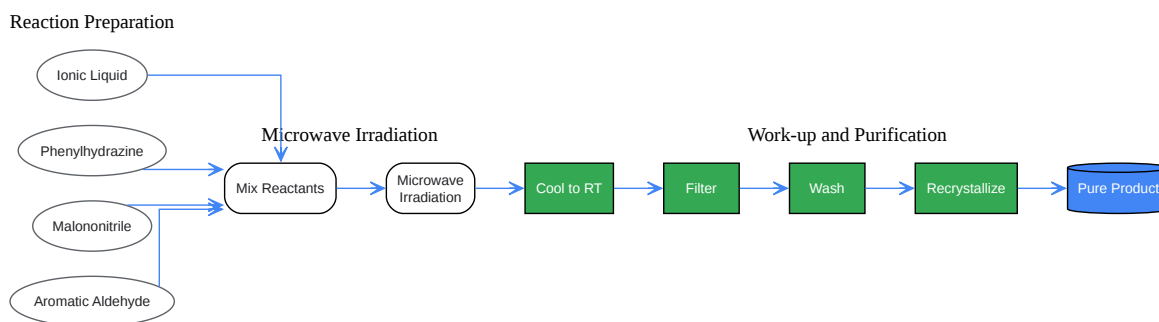 Reaction Preparation
Ionic Liquid
Microwave Irradiation
Work-up and Purification
Phenylhydrazine
Mix Reactants
Microwave
Irradiation
Cool to RT
Filter
Wash
Recrystallize
Pure Product
Malononitrile
Aromatic Aldehyde